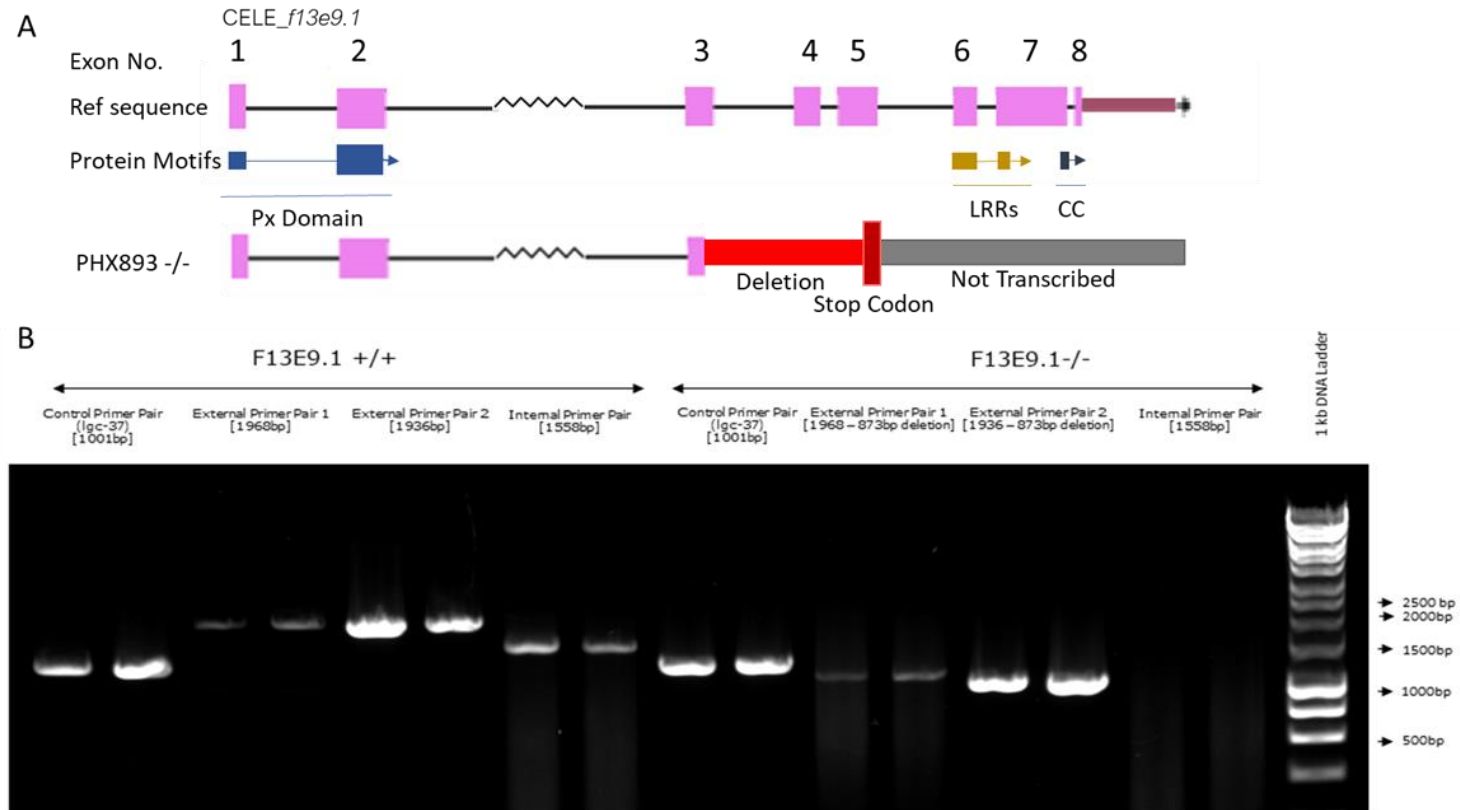 A
CELE_f13e9.1
Exon No.
1 2 3 4 5 6 7 8
Ref sequence
Protein Motifs
Px Domain
LRRs CC
PHX893 -/-
Deletion
Stop Codon
Not Transcribed
B
F13E9.1 +/+
F13E9.1-/-
Control Primer Pair
(lgc-37)
[1001bp]
External Primer Pair 1
[1968bp]
External Primer Pair 2
[1936bp]
Internal Primer Pair
[1558bp]
Control Primer Pair
(lgc-37)
[1001bp]
External Primer Pair 1
[1968 – 873bp deletion]
External Primer Pair 2
[1936 – 873bp deletion]
Internal Primer Pair
[1558bp]
1 kb DNA Ladder
2500 bp
2000bp
1500bp
1000bp
500bp